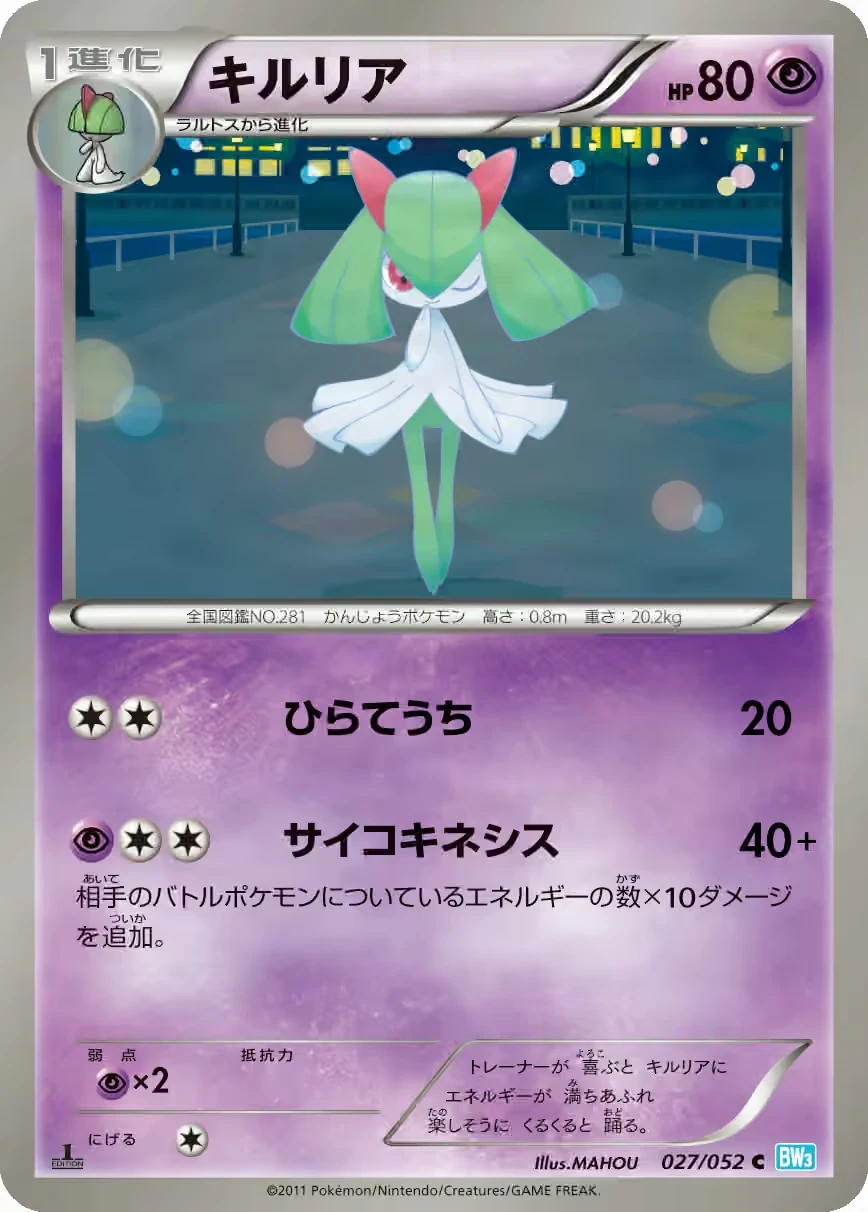 1進化
キルリア
HP80
ラルトスから進化
全国図鑑NO.281 かんじょうポケモン 高さ:0.8m 重さ:20.2kg
ひらてうち 20
サイコキネシス 40+
相手のバトルポケモンについているエネルギーの数×10ダメージ
を追加。
弱点 抵抗力
×2
にげる
トレーナーが 喜ぶと キルリアに
エネルギーが 満ちあふれ
楽しそうに くるくると 踊る。
1 EDITION
Illus.MAHOU 027/052 C BW3
©2011 Pokémon/Nintendo/Creatures/GAME FREAK.